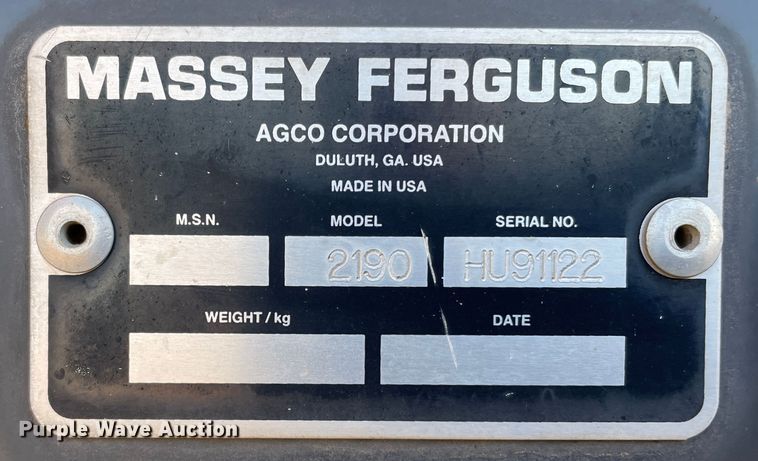 MASSEY FERGUSON
AGCO CORPORATION
DULUTH, GA. USA
MADE IN USA
M.S.N. MODEL SERIAL NO.
2190 HU91122
WEIGHT / kg DATE
Purple Wave Auction